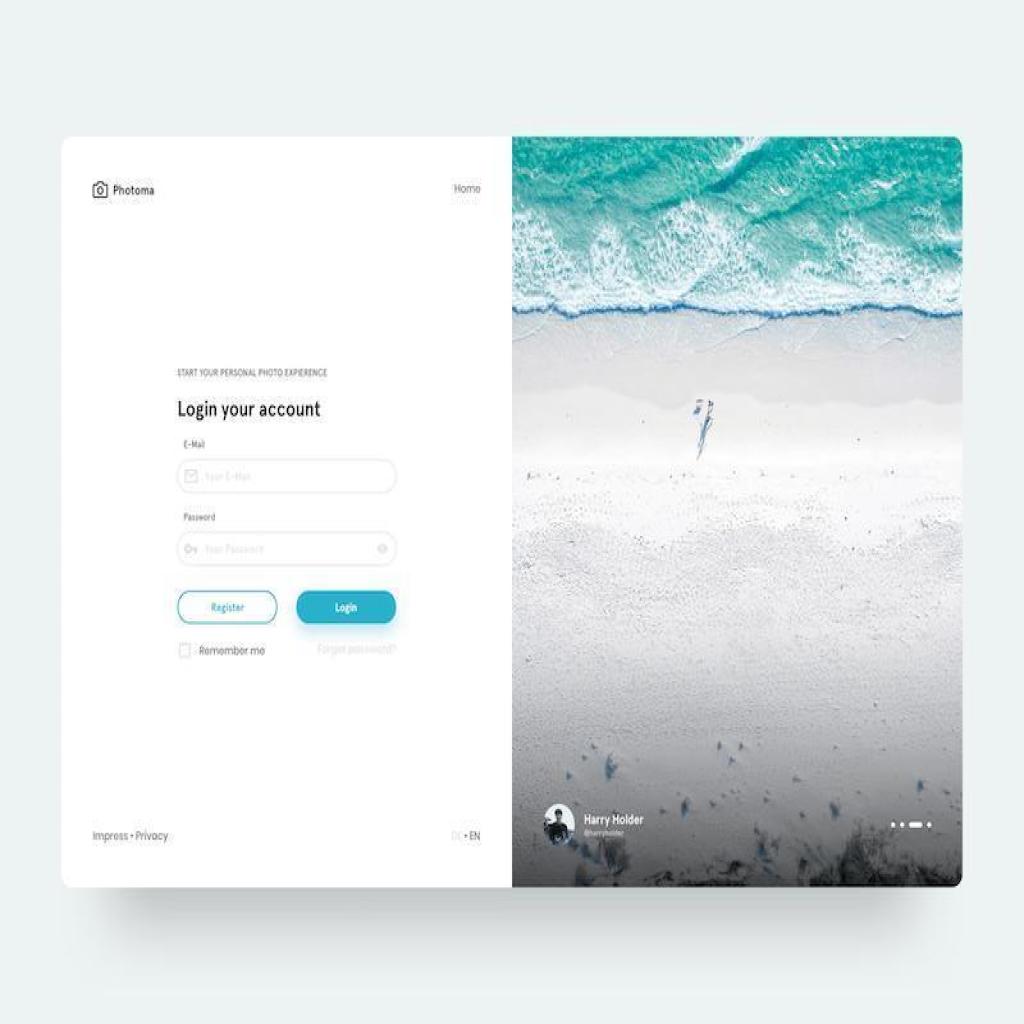 Photoma
Home
START YOUR PERSONAL PHOTO EXPIERENCE
Login your account
E-Mail
Your E-Mail
Password
Your Password
Register
Login
Remember me
Forgot password?
Impress • Privacy
DE • EN
Harry Holder
@harryholder